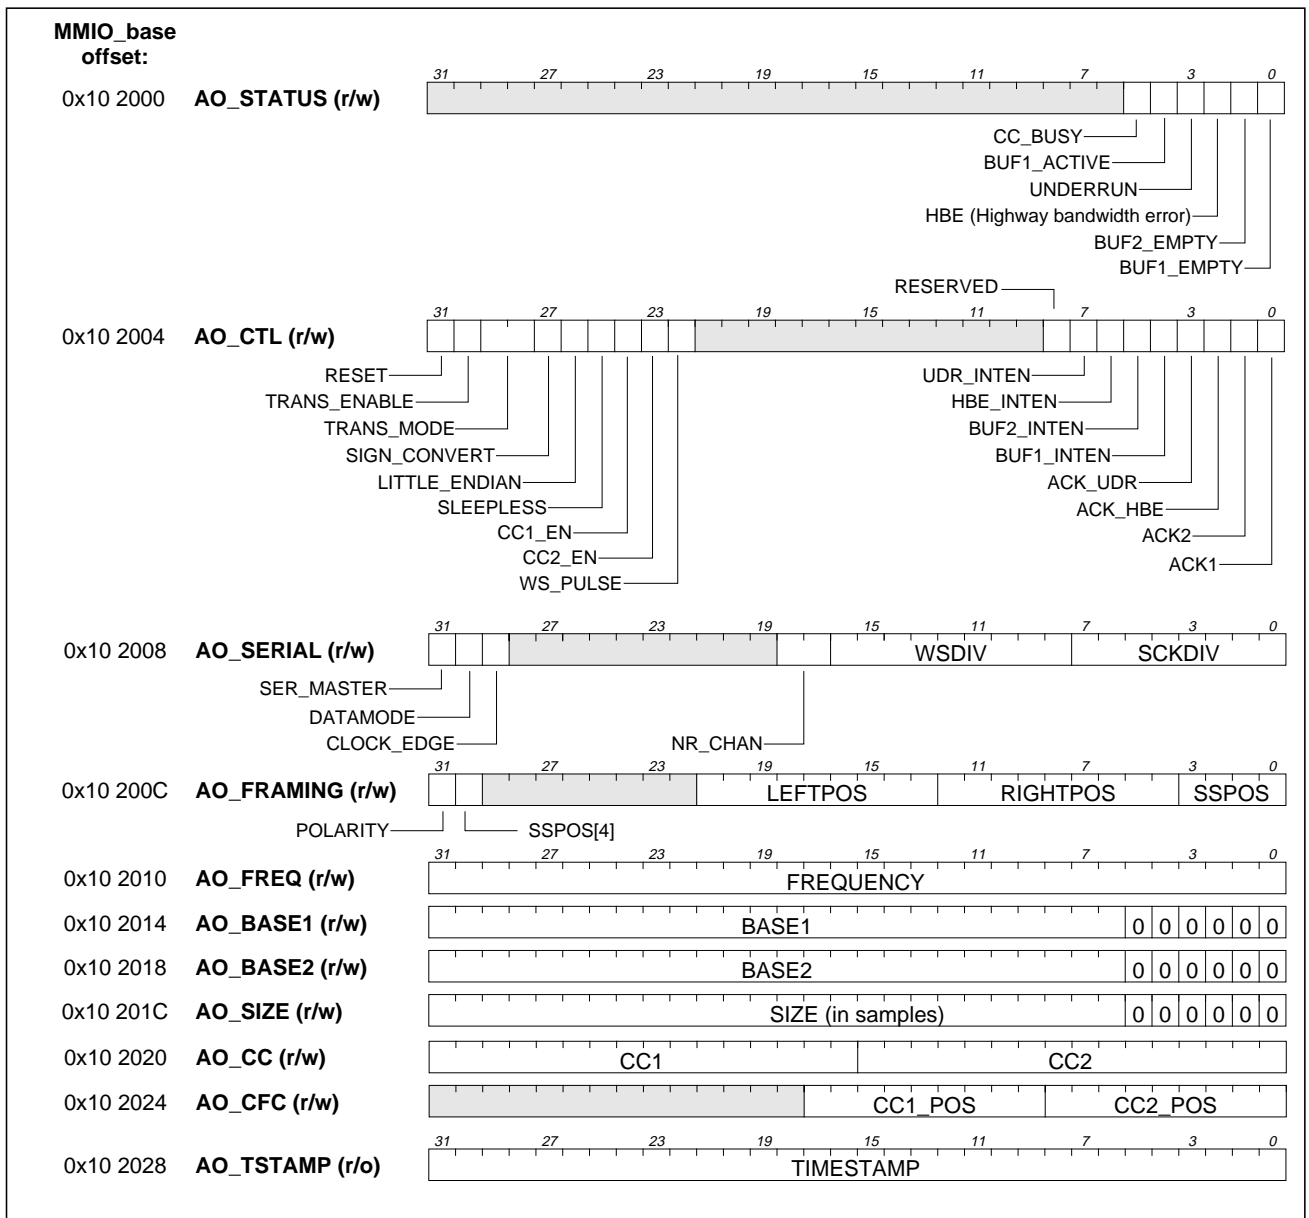 MMIO_base
offset:
31 27 23 19 15 11 7 3 0
0x10 2000 AO_STATUS (r/w)
CC_BUSY
BUF1_ACTIVE
UNDERRUN
HBE (Highway bandwidth error)
BUF2_EMPTY
BUF1_EMPTY
RESERVED
31 27 23 19 15 11 7 3 0
0x10 2004 AO_CTL (r/w)
RESET UDR_INTEN
TRANS_ENABLE HBE_INTEN
TRANS_MODE BUF2_INTEN
SIGN_CONVERT BUF1_INTEN
LITTLE_ENDIAN ACK_UDR
SLEEPLESS ACK_HBE
CC1_EN ACK2
CC2_EN ACK1
WS_PULSE
31 27 23 19 15 11 7 3 0
0x10 2008 AO_SERIAL (r/w) WSDIV SCKDIV
SER_MASTER
DATAMODE
CLOCK_EDGE NR_CHAN
31 27 23 19 15 11 7 3 0
0x10 200C AO_FRAMING (r/w) LEFTPOS RIGHTPOS SSPOS
POLARITY SSPOS[4]
31 27 23 19 15 11 7 3 0
0x10 2010 AO_FREQ (r/w) FREQUENCY
0x10 2014 AO_BASE1 (r/w) BASE1 0 0 0 0 0 0
0x10 2018 AO_BASE2 (r/w) BASE2 0 0 0 0 0 0
0x10 201C AO_SIZE (r/w) SIZE (in samples) 0 0 0 0 0 0
0x10 2020 AO_CC (r/w) CC1 CC2
0x10 2024 AO_CFC (r/w) CC1_POS CC2_POS
31 27 23 19 15 11 7 3 0
0x10 2028 AO_TSTAMP (r/o) TIMESTAMP